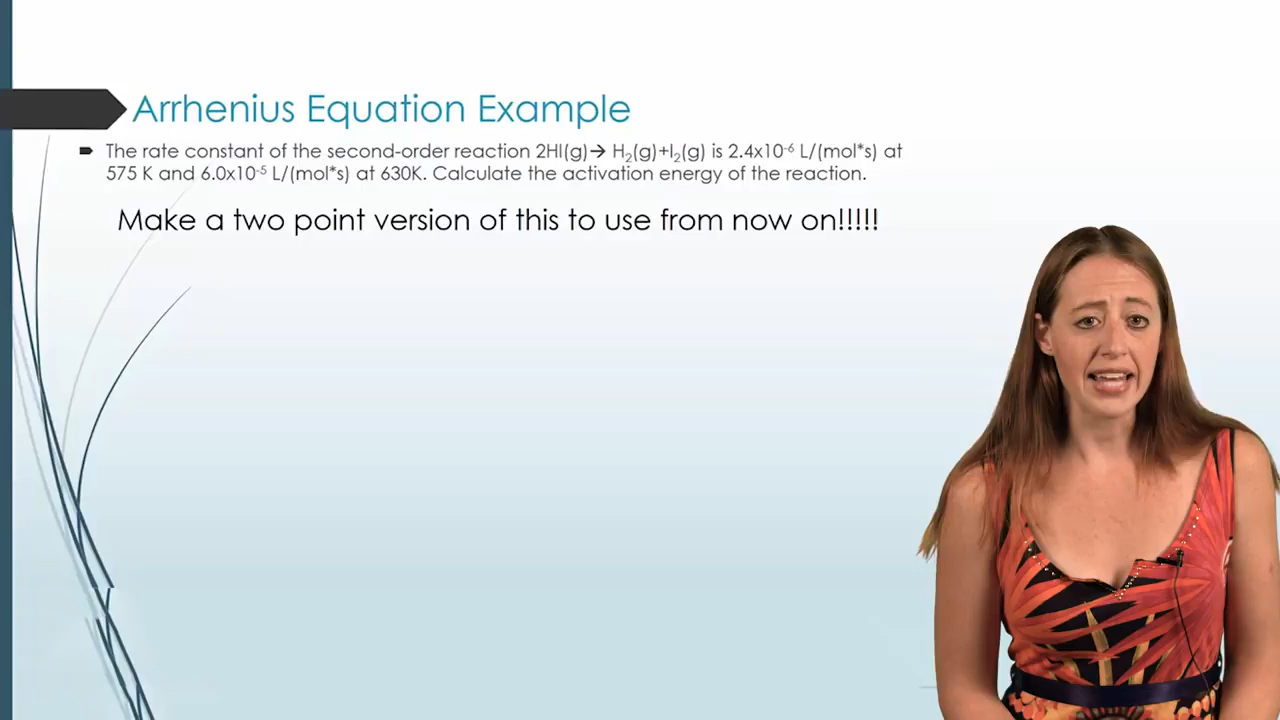 Arrhenius Equation Example
The rate constant of the second-order reaction 2HI(g)→ H₂(g)+I₂(g) is 2.4x10⁻⁶ L/(mol*s) at
575 K and 6.0x10⁻⁵ L/(mol*s) at 630K. Calculate the activation energy of the reaction.
Make a two point version of this to use from now on!!!!!